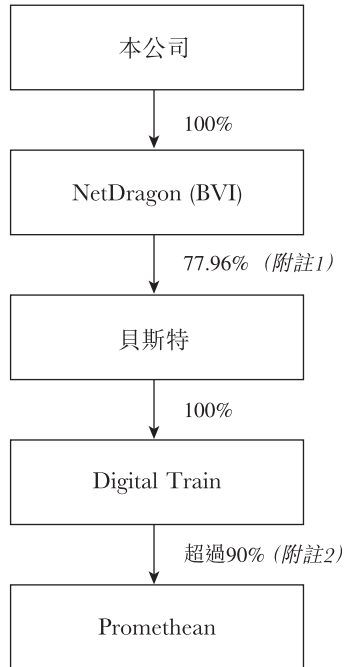 本公司
100%
NetDragon (BVI)
77.96% （附註1）
貝斯特
100%
Digital Train
超過90%（附註2）
Promethean